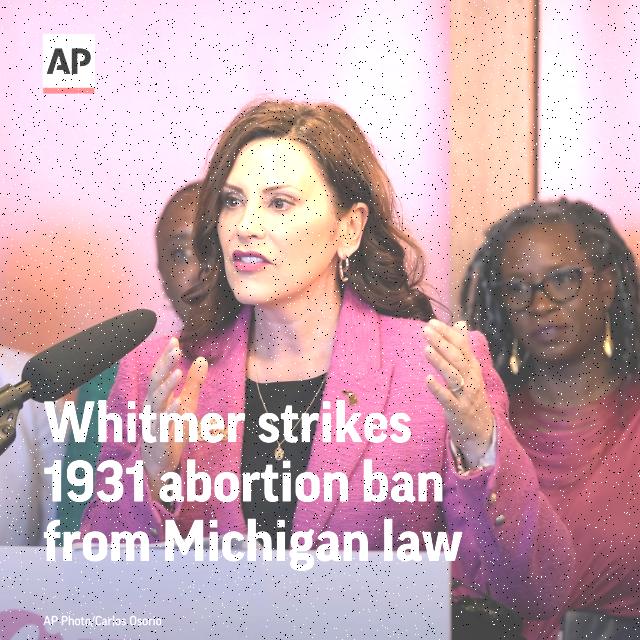 AP
Whitmer strikes
1931 abortion ban
from Michigan law
AP Photo/Carlos Osorio